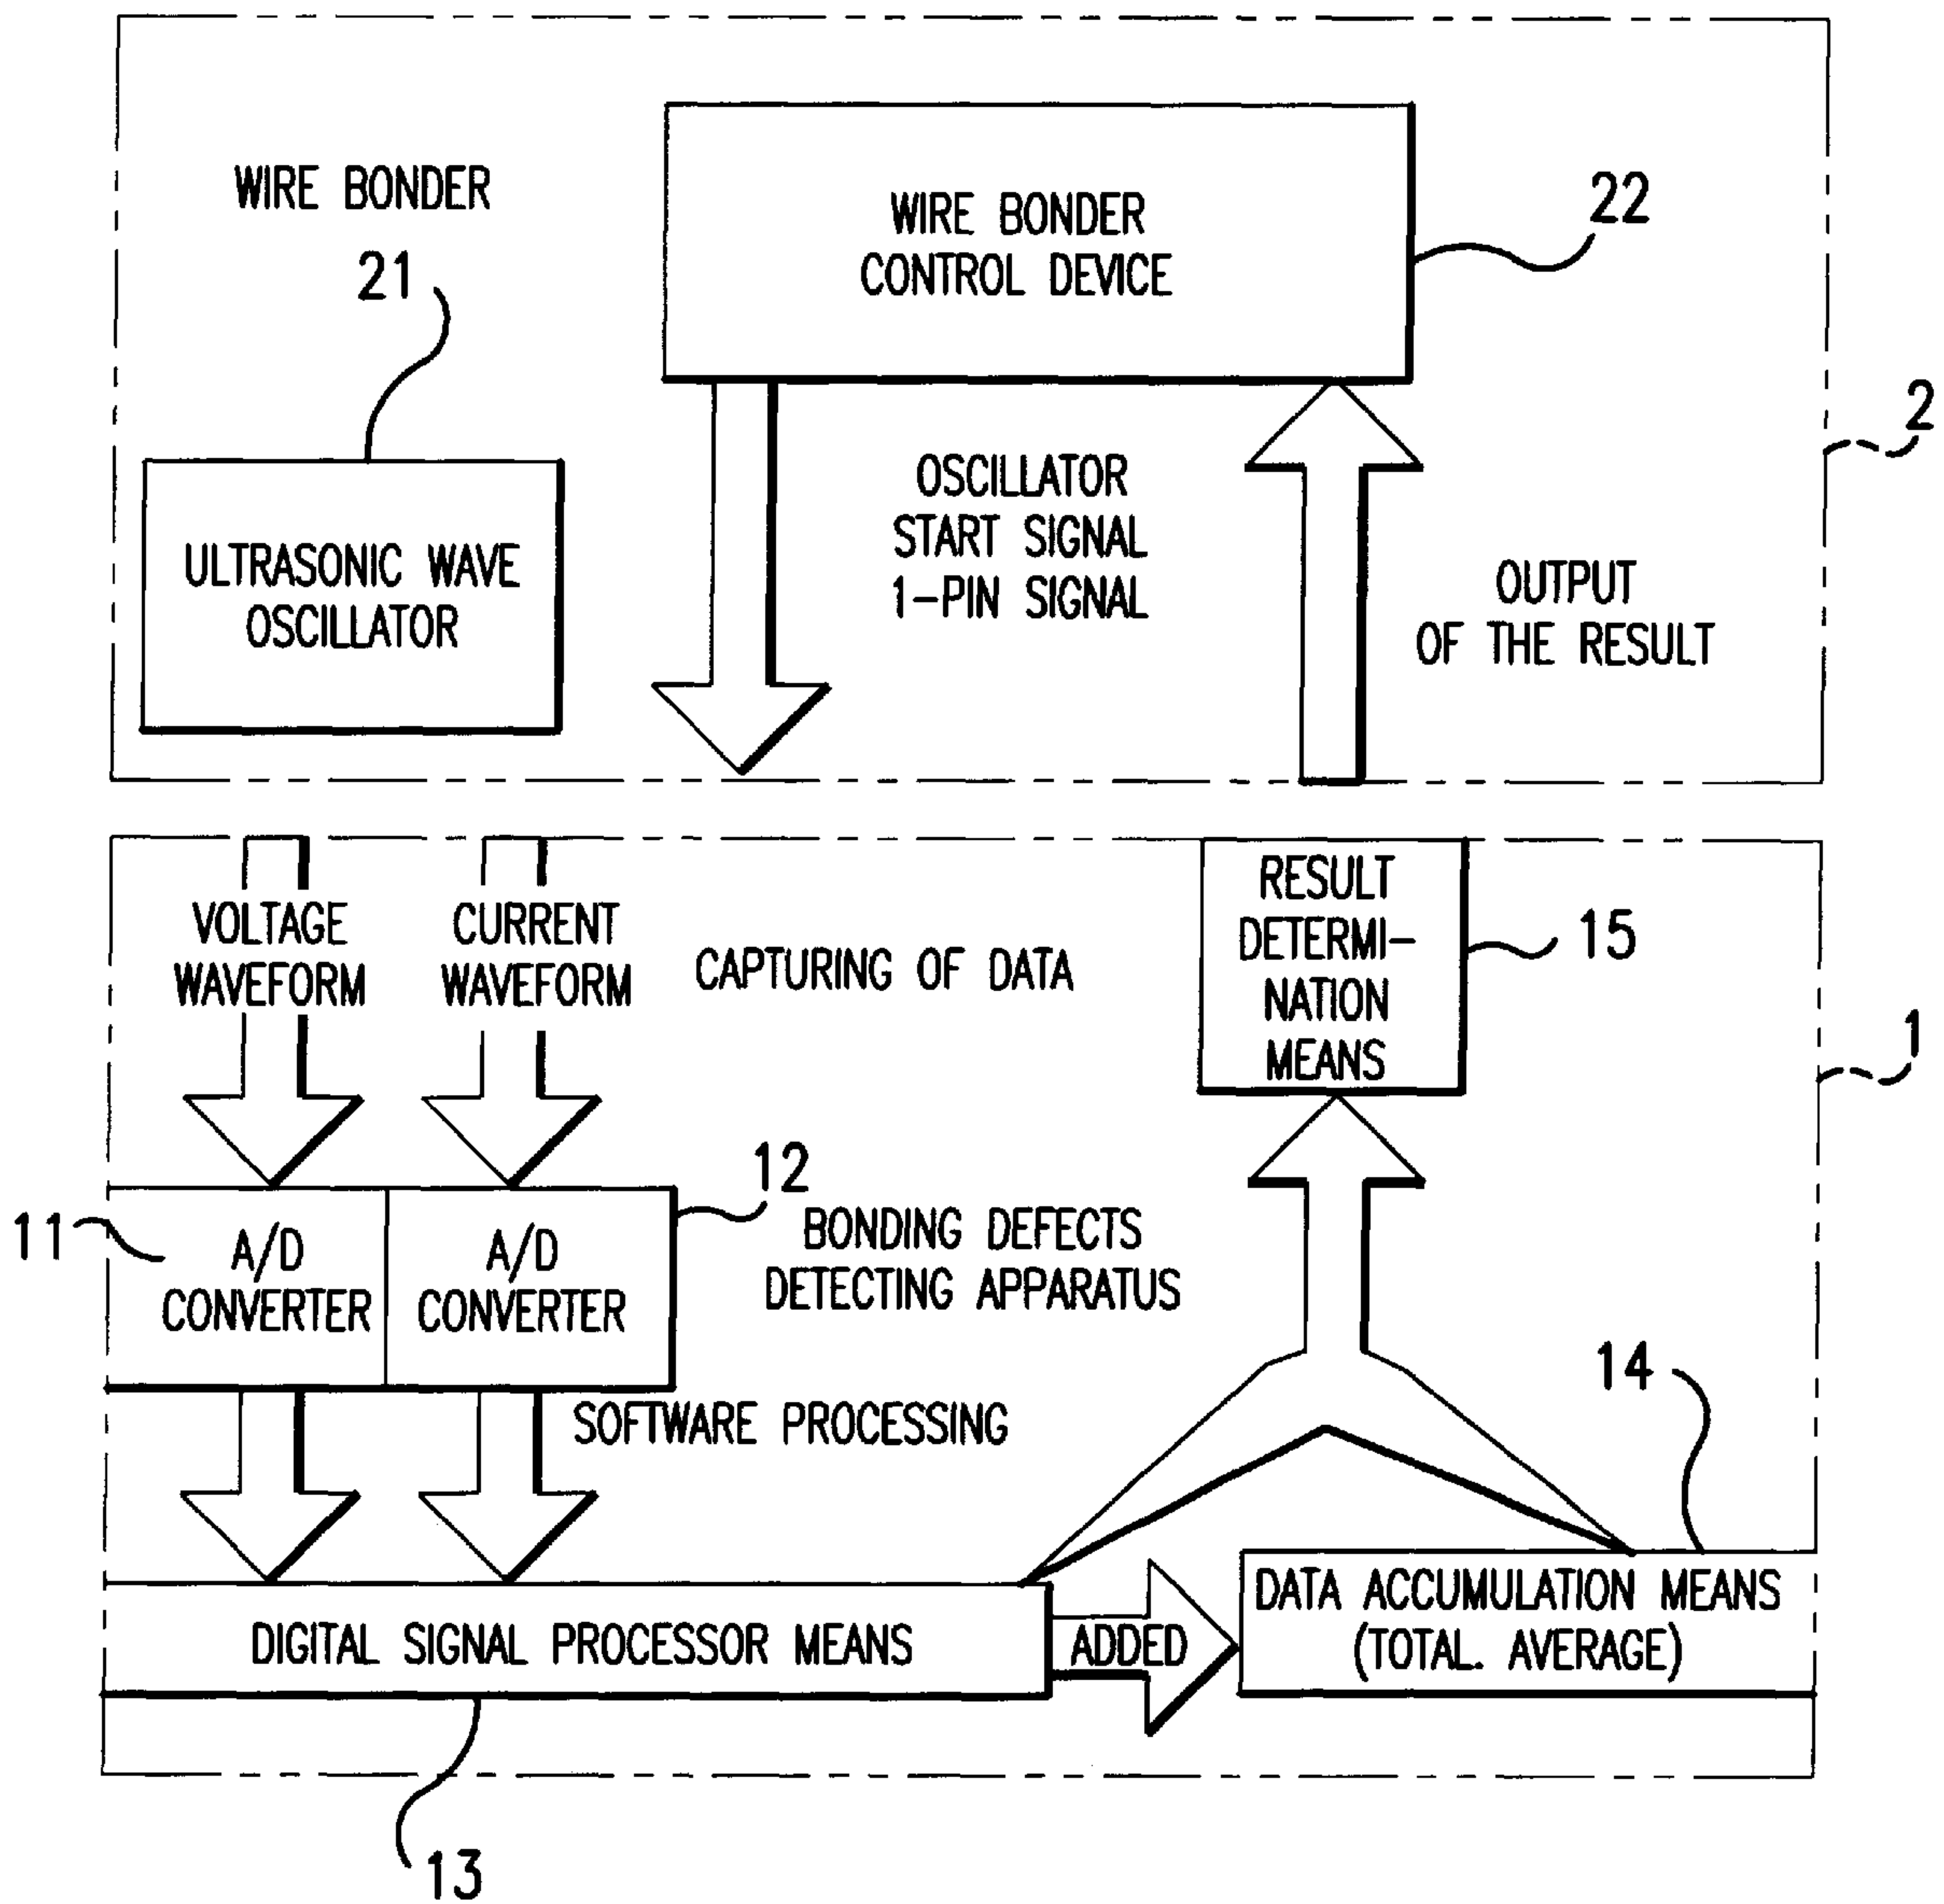 WIRE BONDER
21
WIRE BONDER
CONTROL DEVICE
22
2
ULTRASONIC WAVE
OSCILLATOR
OSCILLATOR
START SIGNAL
1-PIN SIGNAL
OUTPUT
OF THE RESULT
VOLTAGE
WAVEFORM
CURRENT
WAVEFORM
CAPTURING OF DATA
RESULT
DETERMI-
NATION
MEANS
15
1
11
A/D
CONVERTER
A/D
CONVERTER
12
BONDING DEFECTS
DETECTING APPARATUS
SOFTWARE PROCESSING
14
DIGITAL SIGNAL PROCESSOR MEANS
ADDED
DATA ACCUMULATION MEANS
(TOTAL. AVERAGE)
13